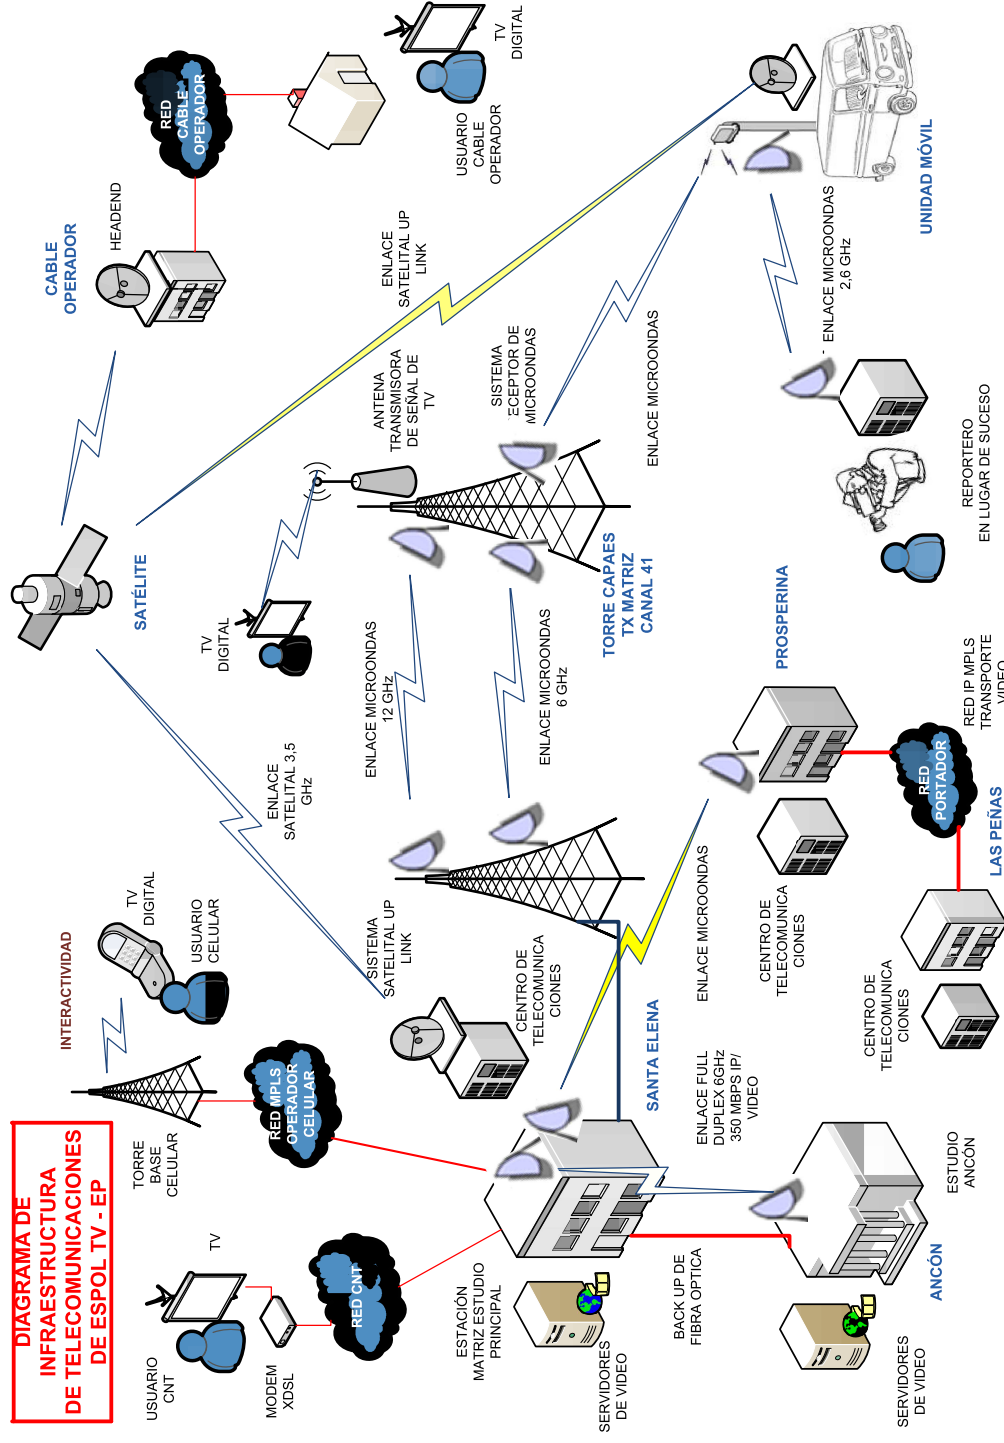 DIAGRAMA DE
INFRAESTRUCTURA
DE TELECOMUNICACIONES
DE ESPOL TV - EP
INTERACTIVIDAD
TORRE
BASE
CELULAR
TV
DIGITAL
USUARIO
CELULAR
RED MPLS
OPERADOR
CELULAR
USUARIO
CNT
TV
MODEM
XDSL
RED CNT
SATÉLITE
CABLE
OPERADOR
HEADEND
RED
CABLE
OPERADOR
USUARIO
CABLE
OPERADOR
TV
DIGITAL
ENLACE
SATELITAL 3,5
GHz
TV
DIGITAL
ANTENA
TRANSMISORA
DE SEÑAL DE
TV
ENLACE
SATELITAL UP
LINK
SISTEMA
SATELITAL UP
LINK
ENLACE MICROONDAS
12 GHz
ENLACE MICROONDAS
6 GHz
SISTEMA
ECEPTOR DE
MICROONDAS
ENLACE MICROONDAS
TORRE CAPAES
TX MATRIZ
CANAL 41
CENTRO DE
TELECOMUNICA
CIONES
ESTACIÓN
MATRIZ ESTUDIO
PRINCIPAL
SERVIDORES
DE VIDEO
SANTA ELENA
ENLACE MICROONDAS
ENLACE FULL
DUPLEX 6GHz
350 MBPS IP/
VIDEO
BACK UP DE
FIBRA OPTICA
SERVIDORES
DE VIDEO
ANCÓN
ESTUDIO
ANCÓN
PROSPERINA
CENTRO DE
TELECOMUNICA
CIONES
RED
PORTADOR
RED IP MPLS
TRANSPORTE
VIDEO
CENTRO DE
TELECOMUNICA
CIONES
LAS PEÑAS
UNIDAD MÓVIL
ENLACE MICROONDAS
2,6 GHz
REPORTERO
EN LUGAR DE SUCESO